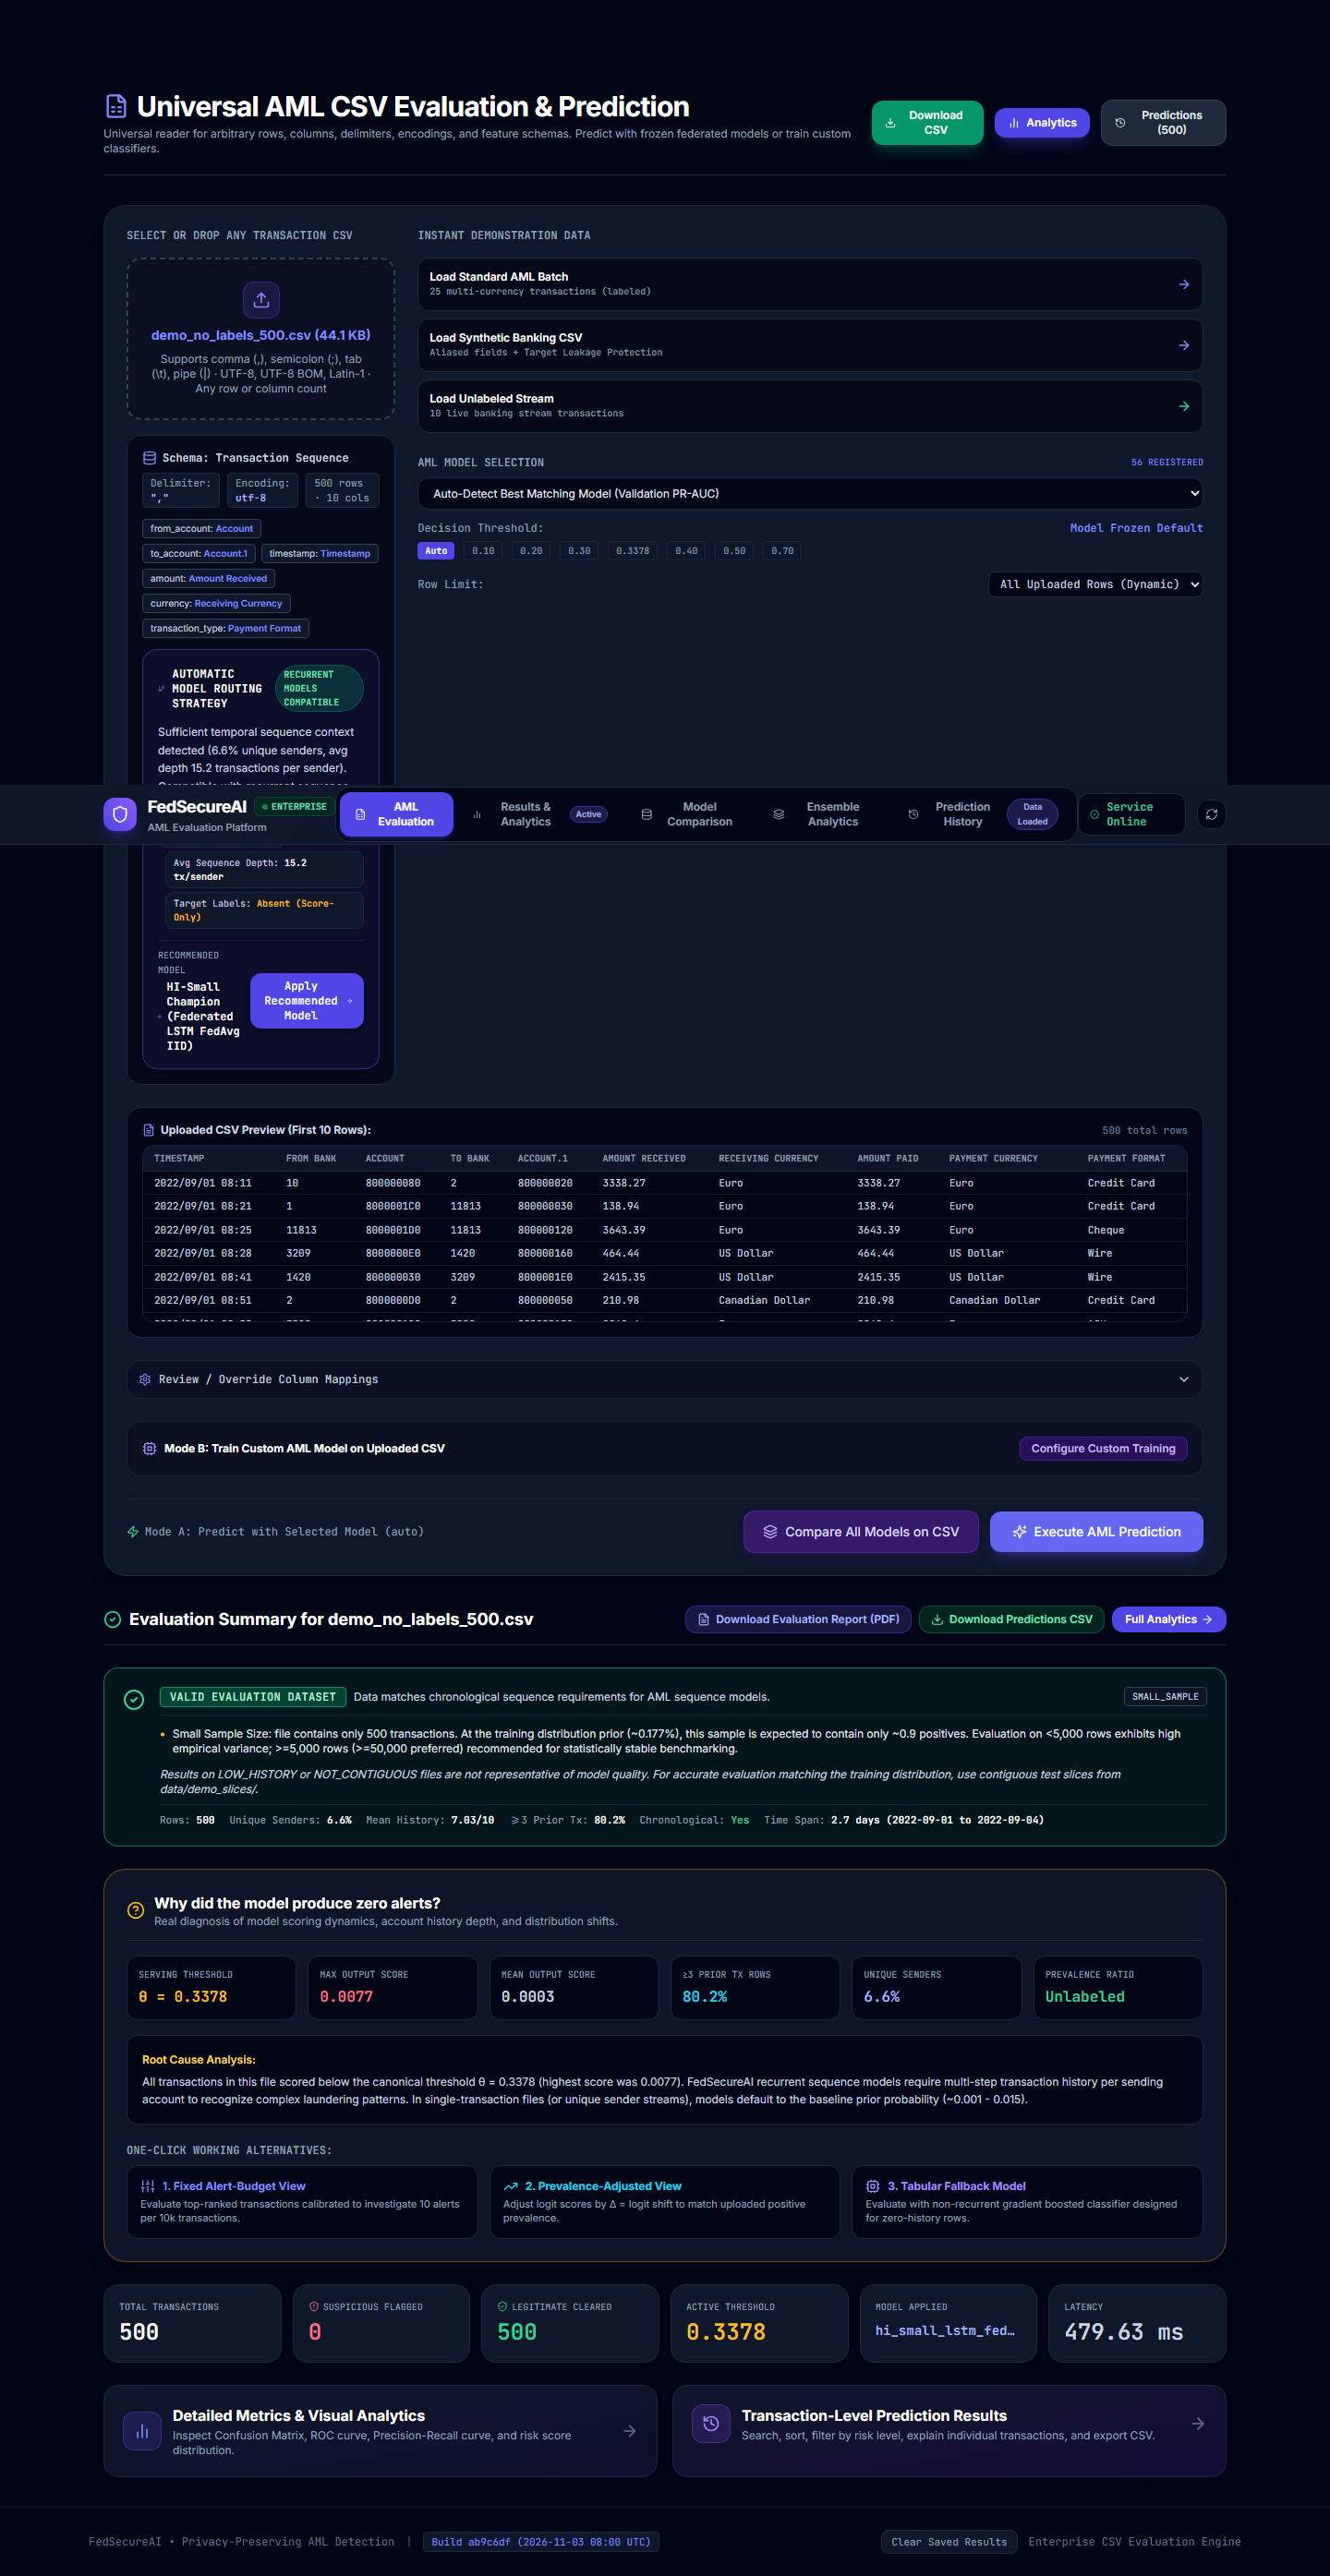 Universal AML CSV Evaluation & Prediction
Universal reader for arbitrary rows, columns, delimiters, encodings, and feature schemas. Predict with frozen federated models or train custom
classifiers.
Download
CSV
Analytics
Predictions
(500)
SELECT OR DROP ANY TRANSACTION CSV
demo_no_labels_500.csv (44.1 KB)
Supports comma (,), semicolon (;), tab
(\t), pipe (|) · UTF-8, UTF-8 BOM, Latin-1 ·
Any row or column count
Schema: Transaction Sequence
Delimiter:
","
Encoding:
utf-8
500 rows
· 10 cols
from_account: Account
to_account: Account.1
timestamp: Timestamp
amount: Amount Received
currency: Receiving Currency
transaction_type: Payment Format
AUTOMATIC
MODEL ROUTING
STRATEGY
RECURRENT
MODELS
COMPATIBLE
Sufficient temporal sequence context
detected (6.6% unique senders, avg
depth 15.2 transactions per sender).
INSTANT DEMONSTRATION DATA
Load Standard AML Batch
25 multi-currency transactions (labeled)
Load Synthetic Banking CSV
Aliased fields + Target Leakage Protection
Load Unlabeled Stream
10 live banking stream transactions
AML MODEL SELECTION
56 REGISTERED
Auto-Detect Best Matching Model (Validation PR-AUC)
Decision Threshold:
Model Frozen Default
Auto 0.10 0.20 0.30 0.3378 0.40 0.50 0.70
Row Limit:
All Uploaded Rows (Dynamic)
FedSecureAI
ENTERPRISE
AML Evaluation Platform
AML
Evaluation
Results &
Analytics
Active
Model
Comparison
Ensemble
Analytics
Prediction
History
Data
Loaded
Service
Online
Avg Sequence Depth: 15.2
tx/sender
Target Labels: Absent (Score-
Only)
RECOMMENDED
MODEL
HI-Small
Champion
(Federated
LSTM FedAvg
IID)
Apply
Recommended
Model
Uploaded CSV Preview (First 10 Rows):
500 total rows
TIMESTAMP FROM BANK ACCOUNT TO BANK ACCOUNT.1 AMOUNT RECEIVED RECEIVING CURRENCY AMOUNT PAID PAYMENT CURRENCY PAYMENT FORMAT
2022/09/01 08:11 10 800000080 2 800000020 3338.27 Euro 3338.27 Euro Credit Card
2022/09/01 08:21 1 8000001C0 11813 800000030 138.94 Euro 138.94 Euro Credit Card
2022/09/01 08:25 11813 8000001D0 11813 800000120 3643.39 Euro 3643.39 Euro Cheque
2022/09/01 08:28 3209 8000000E0 1420 800000160 464.44 US Dollar 464.44 US Dollar Wire
2022/09/01 08:41 1420 800000030 3209 8000001E0 2415.35 US Dollar 2415.35 US Dollar Wire
2022/09/01 08:51 2 8000000D0 2 800000050 210.98 Canadian Dollar 210.98 Canadian Dollar Credit Card
Review / Override Column Mappings
Mode B: Train Custom AML Model on Uploaded CSV
Configure Custom Training
Mode A: Predict with Selected Model (auto)
Compare All Models on CSV
Execute AML Prediction
Evaluation Summary for demo_no_labels_500.csv
Download Evaluation Report (PDF)
Download Predictions CSV
Full Analytics
VALID EVALUATION DATASET Data matches chronological sequence requirements for AML sequence models.
SMALL_SAMPLE
• Small Sample Size: file contains only 500 transactions. At the training distribution prior (~0.177%), this sample is expected to contain only ~0.9 positives. Evaluation on <5,000 rows exhibits high
empirical variance; >=5,000 rows (>=50,000 preferred) recommended for statistically stable benchmarking.
Results on LOW_HISTORY or NOT_CONTIGUOUS files are not representative of model quality. For accurate evaluation matching the training distribution, use contiguous test slices from
data/demo_slices/.
Rows: 500 Unique Senders: 6.6% Mean History: 7.03/10 ≥3 Prior Tx: 80.2% Chronological: Yes Time Span: 2.7 days (2022-09-01 to 2022-09-04)
Why did the model produce zero alerts?
Real diagnosis of model scoring dynamics, account history depth, and distribution shifts.
SERVING THRESHOLD
θ = 0.3378
MAX OUTPUT SCORE
0.0077
MEAN OUTPUT SCORE
0.0003
≥3 PRIOR TX ROWS
80.2%
UNIQUE SENDERS
6.6%
PREVALENCE RATIO
Unlabeled
Root Cause Analysis:
All transactions in this file scored below the canonical threshold θ = 0.3378 (highest score was 0.0077). FedSecureAI recurrent sequence models require multi-step transaction history per sending
account to recognize complex laundering patterns. In single-transaction files (or unique sender streams), models default to the baseline prior probability (~0.001 - 0.015).
ONE-CLICK WORKING ALTERNATIVES:
1. Fixed Alert-Budget View
Evaluate top-ranked transactions calibrated to investigate 10 alerts
per 10k transactions.
2. Prevalence-Adjusted View
Adjust logit scores by Δ = logit shift to match uploaded positive
prevalence.
3. Tabular Fallback Model
Evaluate with non-recurrent gradient boosted classifier designed
for zero-history rows.
TOTAL TRANSACTIONS
500
SUSPICIOUS FLAGGED
0
LEGITIMATE CLEARED
500
ACTIVE THRESHOLD
0.3378
MODEL APPLIED
hi_small_lstm_fed…
LATENCY
479.63 ms
Detailed Metrics & Visual Analytics
Inspect Confusion Matrix, ROC curve, Precision-Recall curve, and risk score
distribution.
Transaction-Level Prediction Results
Search, sort, filter by risk level, explain individual transactions, and export CSV.
FedSecureAI • Privacy-Preserving AML Detection | Build ab9c6df (2026-11-03 08:00 UTC)
Clear Saved Results
Enterprise CSV Evaluation Engine